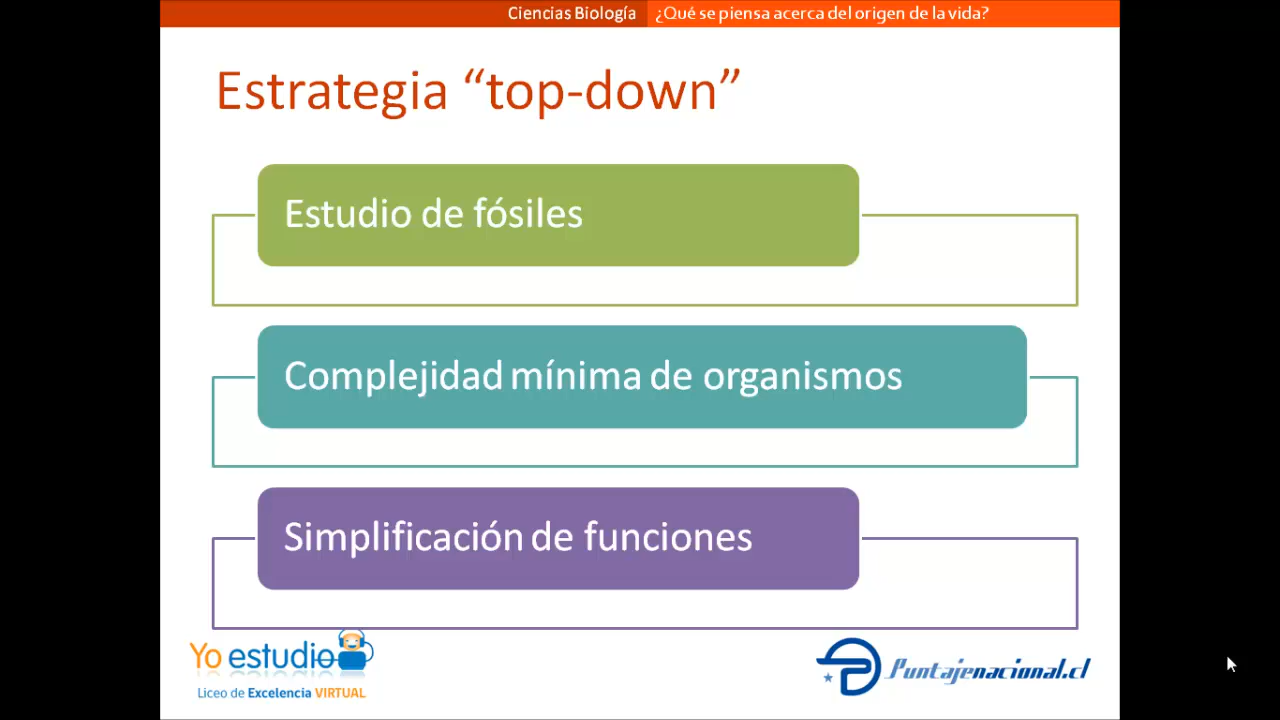 Ciencias Biología ¿Qué se piensa acerca del origen de la vida?
Estrategia “top-down”
Estudio de fósiles
Complejidad mínima de organismos
Simplificación de funciones
Yo estudio
Liceo de Excelencia VIRTUAL
Puntajenacional.cl